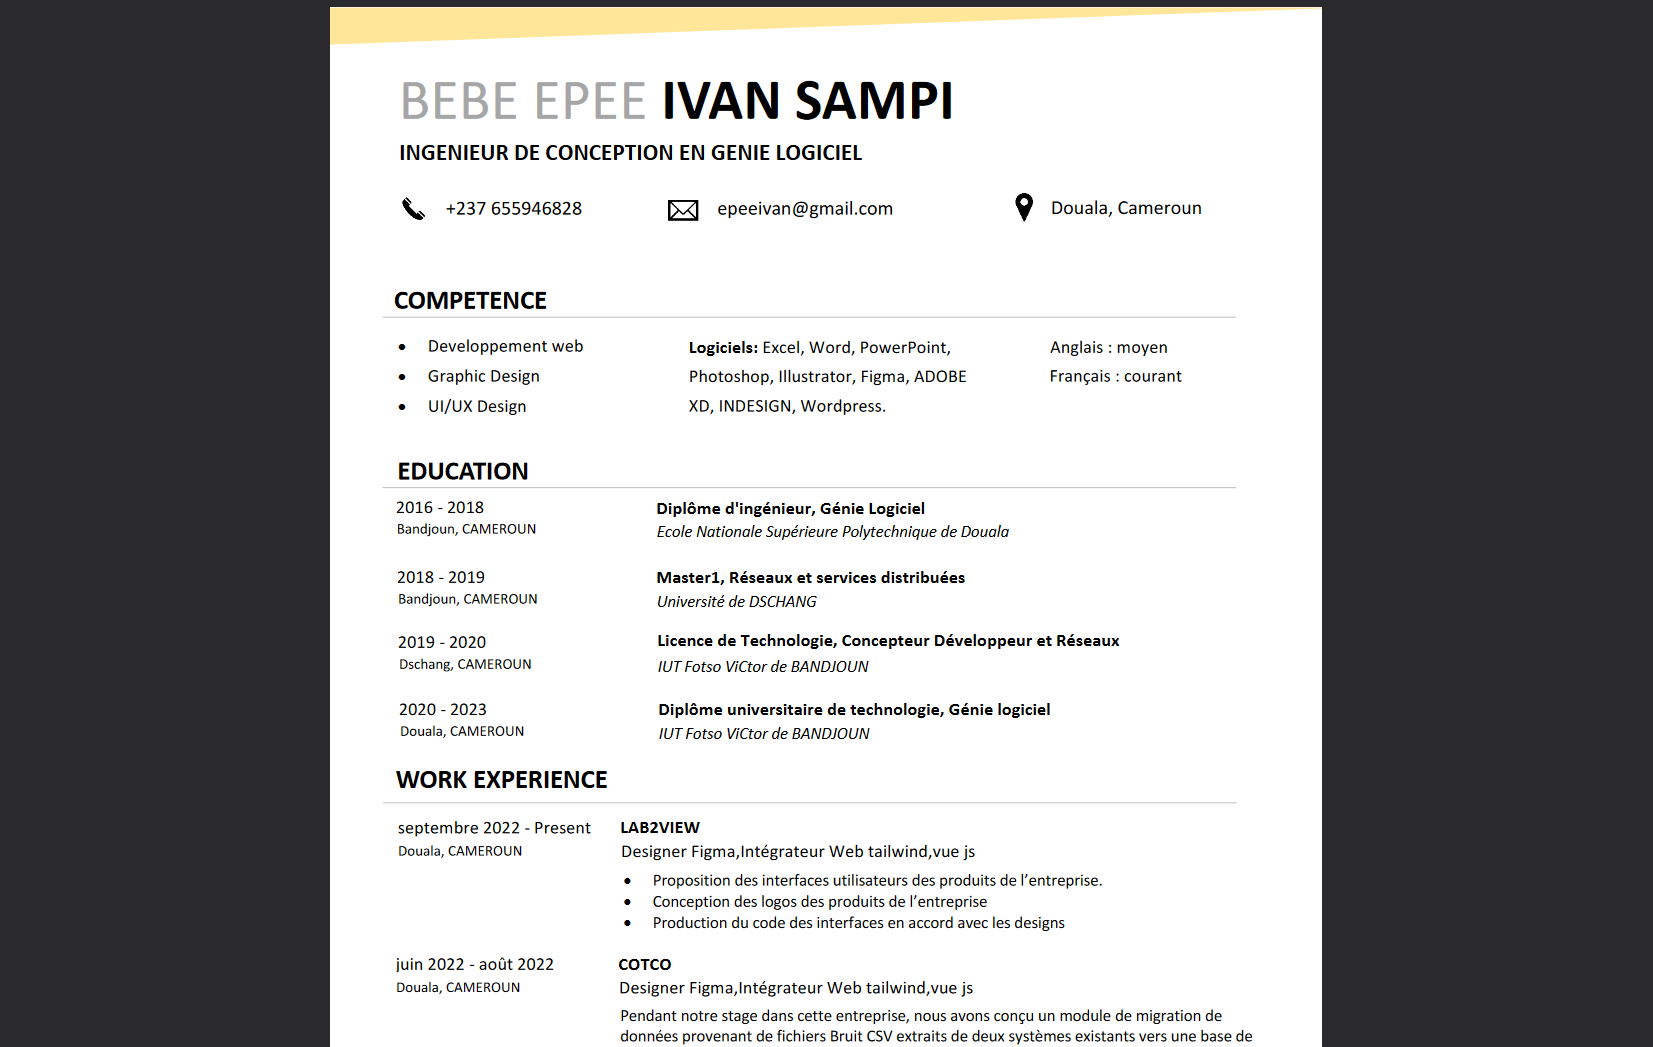 BEBE EPEE IVAN SAMPI
INGENIEUR DE CONCEPTION EN GENIE LOGICIEL
+237 655946828 epeeivan@gmail.com Douala, Cameroun
COMPETENCE
• Developpement web
• Graphic Design
• UI/UX Design
Logiciels: Excel, Word, PowerPoint,
Photoshop, Illustrator, Figma, ADOBE
XD, INDESIGN, Wordpress.
Anglais : moyen
Français : courant
EDUCATION
2016 - 2018
Bandjoun, CAMEROUN
Diplôme d'ingénieur, Génie Logiciel
Ecole Nationale Supérieure Polytechnique de Douala
2018 - 2019
Bandjoun, CAMEROUN
Master1, Réseaux et services distribuées
Université de DSCHANG
2019 - 2020
Dschang, CAMEROUN
Licence de Technologie, Concepteur Développeur et Réseaux
IUT Fotso ViCtor de BANDJOUN
2020 - 2023
Douala, CAMEROUN
Diplôme universitaire de technologie, Génie logiciel
IUT Fotso ViCtor de BANDJOUN
WORK EXPERIENCE
septembre 2022 - Present
Douala, CAMEROUN
LAB2VIEW
Designer Figma,Intégrateur Web tailwind,vue js
• Proposition des interfaces utilisateurs des produits de l’entreprise.
• Conception des logos des produits de l’entreprise
• Production du code des interfaces en accord avec les designs
juin 2022 - août 2022
Douala, CAMEROUN
COTCO
Designer Figma,Intégrateur Web tailwind,vue js
Pendant notre stage dans cette entreprise, nous avons conçu un module de migration de
données provenant de fichiers Bruit CSV extraits de deux systèmes existants vers une base de